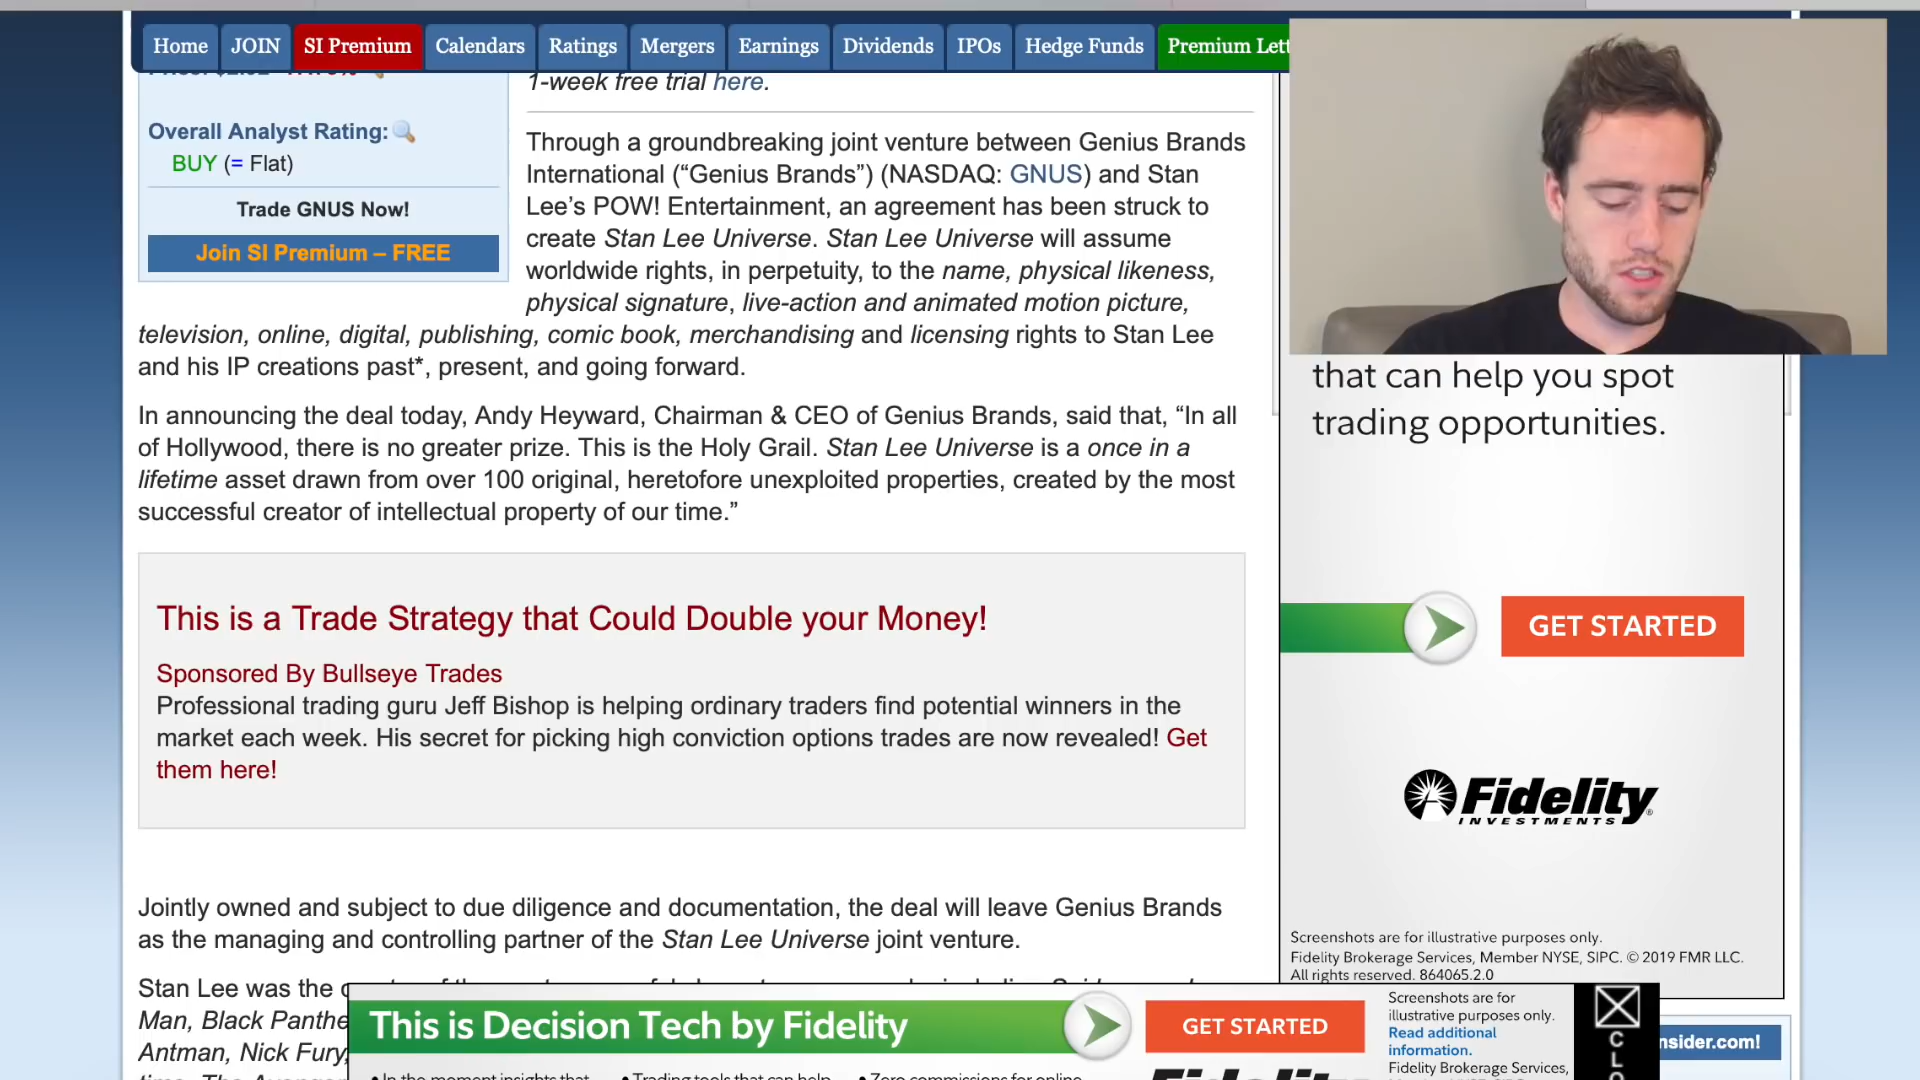 Home JOIN SI Premium Calendars Ratings Mergers Earnings Dividends IPOs Hedge Funds Premium Lett
1-week free trial here.
Overall Analyst Rating:
BUY (= Flat)
Trade GNUS Now!
Join SI Premium – FREE
Through a groundbreaking joint venture between Genius Brands
International (“Genius Brands”) (NASDAQ: GNUS) and Stan
Lee’s POW! Entertainment, an agreement has been struck to
create Stan Lee Universe. Stan Lee Universe will assume
worldwide rights, in perpetuity, to the name, physical likeness,
physical signature, live-action and animated motion picture,
television, online, digital, publishing, comic book, merchandising and licensing rights to Stan Lee
and his IP creations past*, present, and going forward.
In announcing the deal today, Andy Heyward, Chairman & CEO of Genius Brands, said that, “In all
of Hollywood, there is no greater prize. This is the Holy Grail. Stan Lee Universe is a once in a
lifetime asset drawn from over 100 original, heretofore unexploited properties, created by the most
successful creator of intellectual property of our time.”
This is a Trade Strategy that Could Double your Money!
Sponsored By Bullseye Trades
Professional trading guru Jeff Bishop is helping ordinary traders find potential winners in the
market each week. His secret for picking high conviction options trades are now revealed! Get
them here!
Jointly owned and subject to due diligence and documentation, the deal will leave Genius Brands
as the managing and controlling partner of the Stan Lee Universe joint venture.
Stan Lee was the
Man, Black Panthe
Antman, Nick Fury,
that can help you spot
trading opportunities.
GET STARTED
Fidelity
INVESTMENTS
Screenshots are for illustrative purposes only.
Fidelity Brokerage Services, Member NYSE, SIPC. © 2019 FMR LLC.
All rights reserved. 864065.2.0
This is Decision Tech by Fidelity
GET STARTED
Screenshots are for
illustrative purposes only.
Read additional
information.
Fidelity Brokerage Services,
• In the moment insights that
• Trading tools that can help
• Zero commissions for online
nsider.com!